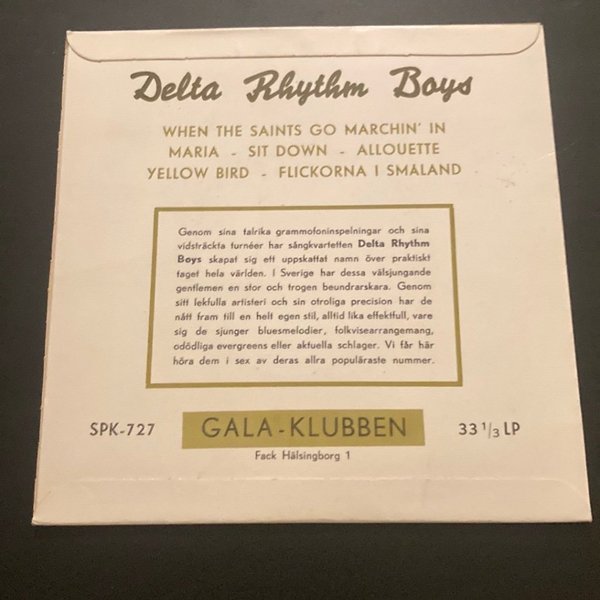 Delta Rhythm Boys
WHEN THE SAINTS GO MARCHIN' IN
MARIA - SIT DOWN - ALLOUETTE
YELLOW BIRD - FLICKORNA I SMÅLAND
Genom sina talrika grammofoninspelningar och sina
vidsträckta turnéer har sångkvartetten Delta Rhythm
Boys skapat sig ett uppskattat namn över praktiskt
taget hela världen. I Sverige har dessa välsjungande
gentlemen en stor och trogen beundrarskara. Genom
sitt lekfulla artisteri och sin otroliga precision har de
nått fram till en helt egen stil, alltid lika effektfull, vare
sig de sjunger bluesmelodier, folkvisearrangemang,
odödliga evergreens eller aktuella schlager. Vi få här
höra dem i sex av deras allra populäraste nummer.
SPK-727 GALA-KLUBBEN 33 1/3 LP
Fack Hälsingborg 1